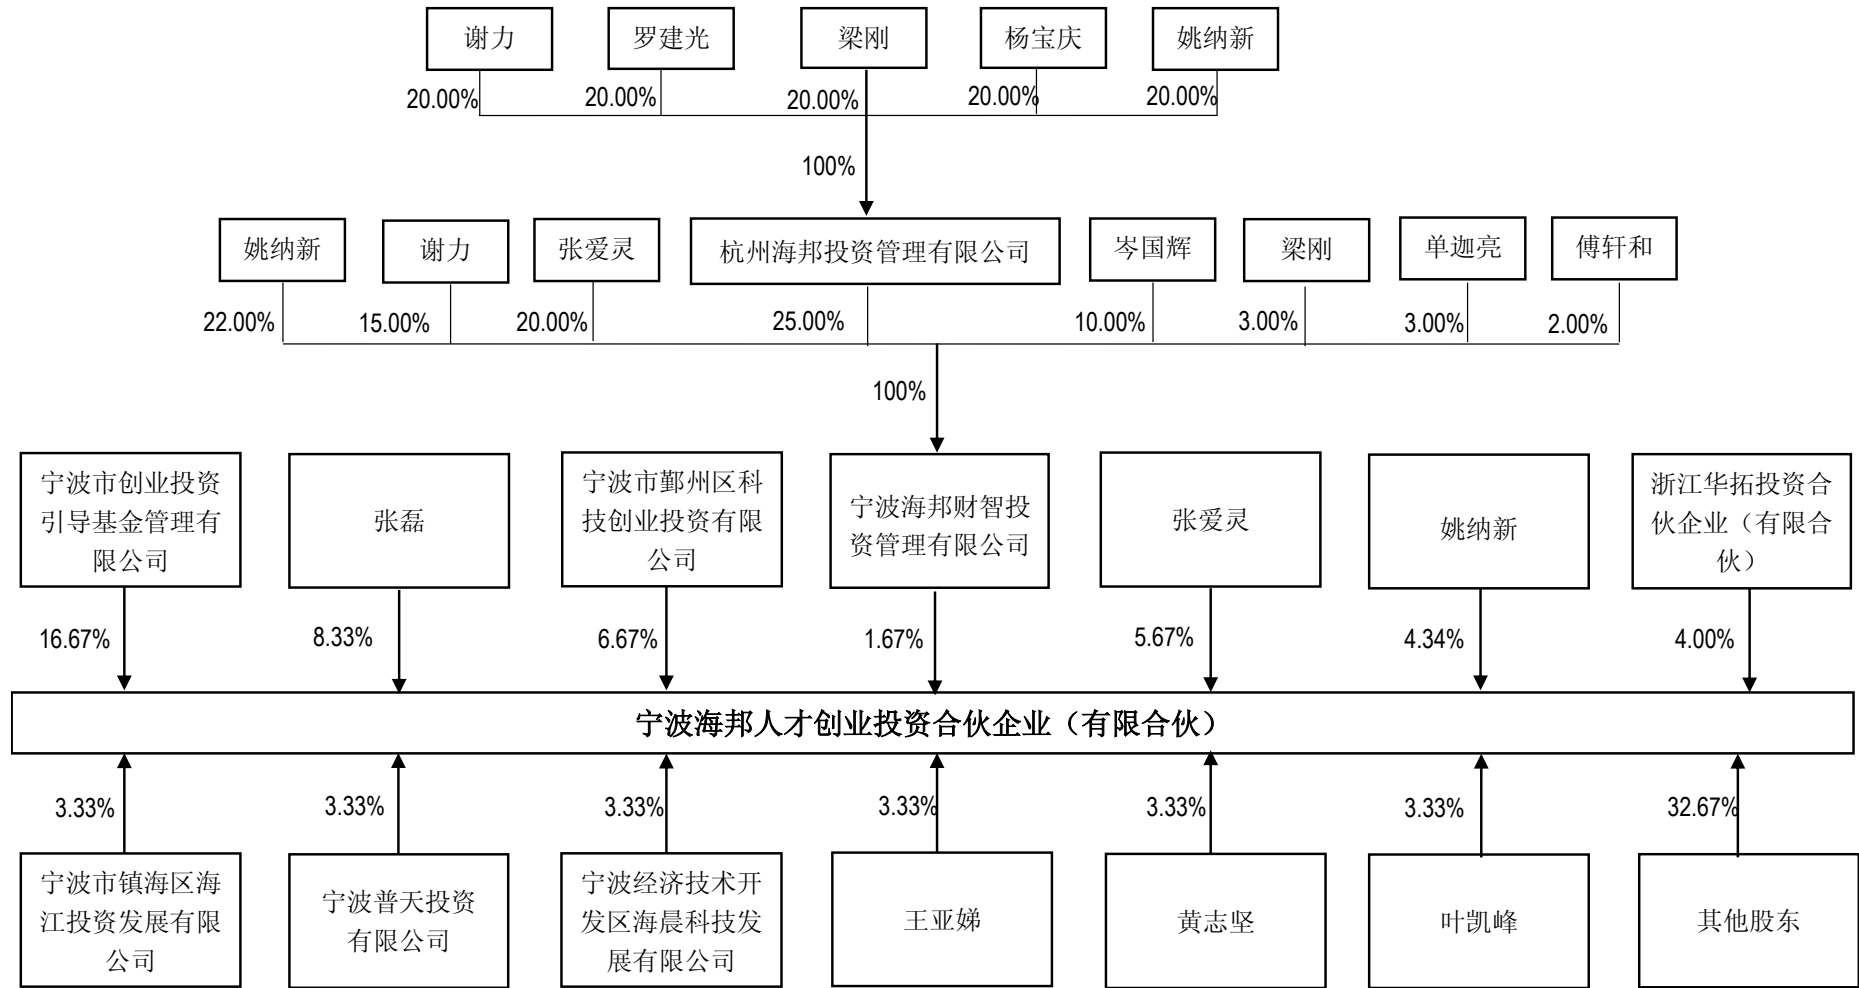 谢力
罗建光
梁刚
杨宝庆
姚纳新
20.00%
20.00%
20.00%
20.00%
20.00%
100%
姚纳新
谢力
张爱灵
杭州海邦投资管理有限公司
岑国辉
梁刚
单迦亮
傅轩和
22.00%
15.00%
20.00%
25.00%
10.00%
3.00%
3.00%
2.00%
100%
宁波市创业投资
引导基金管理有
限公司
张磊
宁波市鄞州区科
技创业投资有限
公司
宁波海邦财智投
资管理有限公司
张爱灵
姚纳新
浙江华拓投资合
伙企业（有限合
伙）
16.67%
8.33%
6.67%
1.67%
5.67%
4.34%
4.00%
宁波海邦人才创业投资合伙企业（有限合伙）
3.33%
3.33%
3.33%
3.33%
3.33%
3.33%
32.67%
宁波市镇海区海
江投资发展有限
公司
宁波普天投资
有限公司
宁波经济技术开
发区海晨科技发
展有限公司
王亚娣
黄志坚
叶凯峰
其他股东